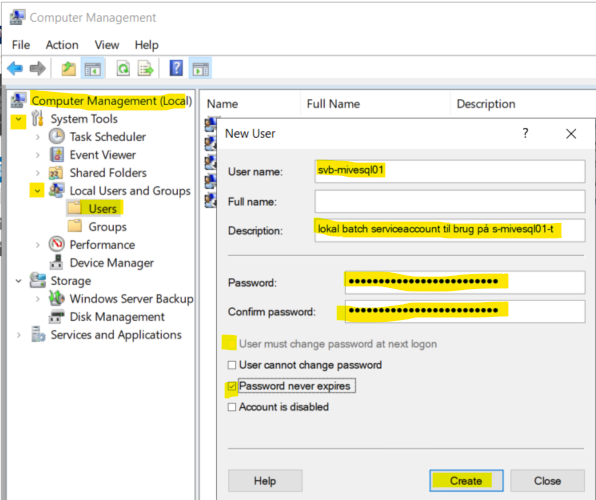 Computer Management
File Action View Help
Computer Management (Local)
System Tools
Task Scheduler
Event Viewer
Shared Folders
Local Users and Groups
Users
Groups
Performance
Device Manager
Storage
Windows Server Backup
Disk Management
Services and Applications
Name Full Name Description
New User ?
User name: svb-mivesql01
Full name:
Description: lokal batch serviceaccount til brug på s-mivesql01-t
Password:
Confirm password:
User must change password at next logon
User cannot change password
Password never expires
Account is disabled
Help Create Close